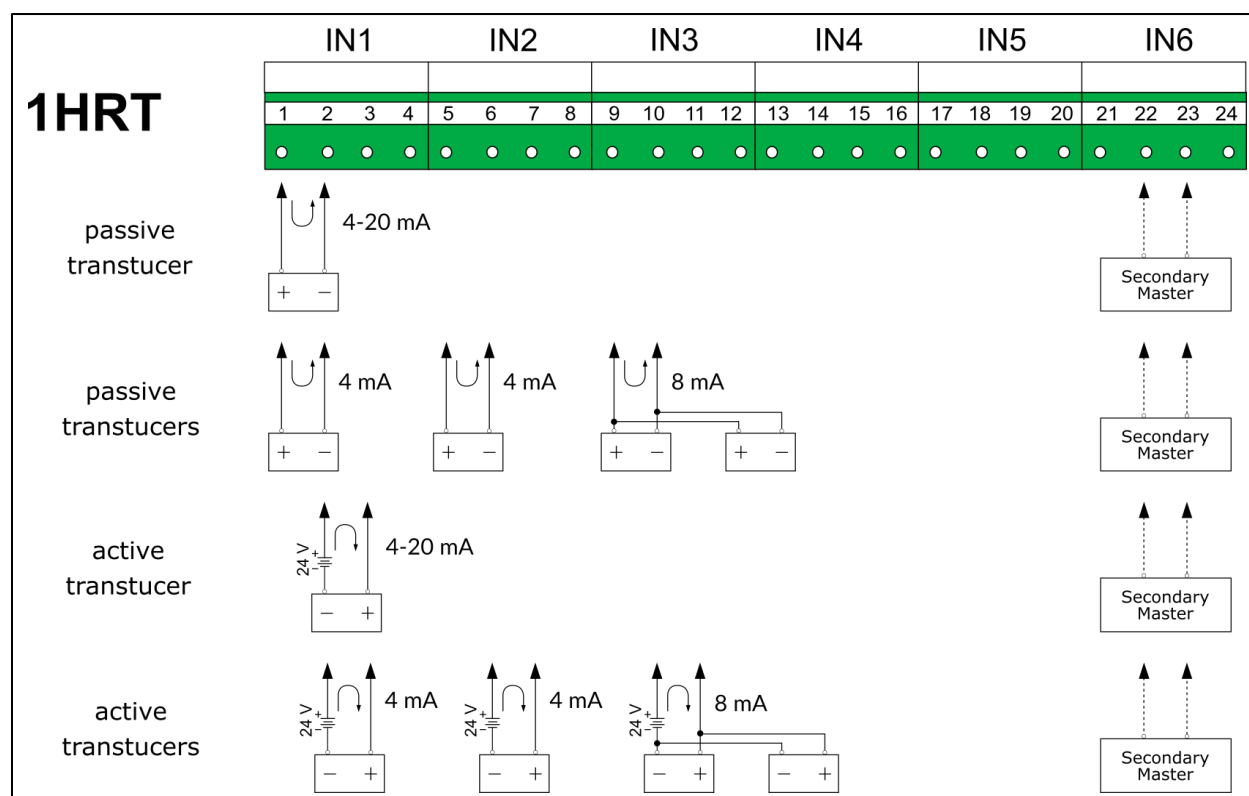 IN1 IN2 IN3 IN4 IN5 IN6
1HRT
1 2 3 4 5 6 7 8 9 10 11 12 13 14 15 16 17 18 19 20 21 22 23 24
passive
transtucer
4-20 mA
+ −
Secondary
Master
passive
transtucers
4 mA
+ −
4 mA
+ −
8 mA
+ −
+ −
Secondary
Master
active
transtucer
24 V
+
−
4-20 mA
− +
Secondary
Master
active
transtucers
24 V
+
−
4 mA
− +
24 V
+
−
4 mA
− +
24 V
+
−
8 mA
− +
− +
Secondary
Master